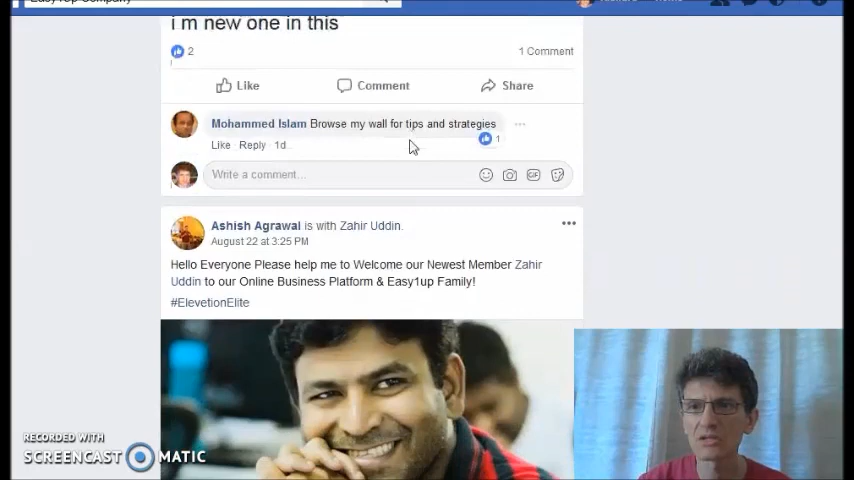 i m new one in this
2
1 Comment
Like
Comment
Share
Mohammed Islam Browse my wall for tips and strategies
1
Like Reply 1d
Write a comment...
GIF
Ashish Agrawal is with Zahir Uddin.
August 22 at 3:25 PM
Hello Everyone Please help me to Welcome our Newest Member Zahir
Uddin to our Online Business Platform & Easy1up Family!
#ElevetionElite
RECORDED WITH
SCREENCAST MATIC